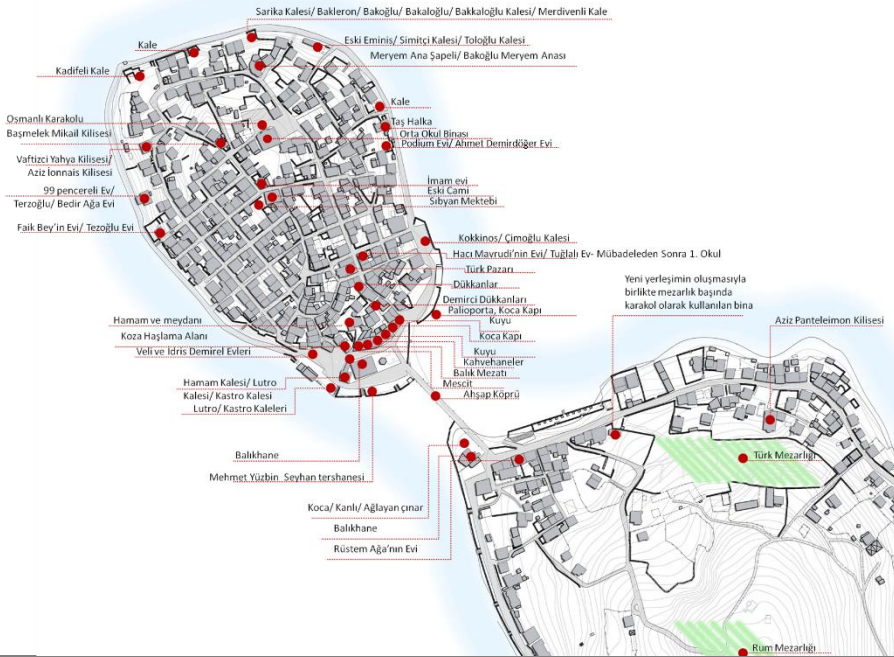 Sarika Kalesi/ Bakleron/ Bakoğlu/ Bakaloğlu/ Bakkaloğlu Kalesi/ Merdivenli Kale
Kale
Eski Eminis/ Simitçi Kalesi/ Toloğlu Kalesi
Meryem Ana Şapeli/ Bakoğlu Meryem Anası
Kadifeli Kale
Kale
Osmanlı Karakolu
Taş Halka
Başmelek Mikail Kilisesi
Orta Okul Binası
Podium Evi/ Ahmet Demirdöğer Evi
Vaftizci Yahya Kilisesi/
Aziz İonnais Kilisesi
99 pencereli Ev/
Terzoğlu/ Bedir Ağa Evi
İmam evi
Eski Cami
Sıbyan Mektebi
Faik Bey'in Evi/ Tezoğlu Evi
Kokkinos/ Çimoğlu Kalesi
Hacı Mavrudi'nin Evi/ Tuğlalı Ev- Mübadeleden Sonra 1. Okul
Türk Pazarı
Dükkanlar
Yeni yerleşimin oluşmasıyla
birlikte mezarlık başında
karakol olarak kullanılan bina
Demirci Dükkanları
Palioporta, Koca Kapı
Aziz Panteleimon Kilisesi
Hamam ve meydanı
Kuyu
Koza Haşlama Alanı
Koca Kapı
Veli ve İdris Demirel Evleri
Kuyu
Kahvehaneler
Balık Mezatı
Hamam Kalesi/ Lutro
Kalesi/ Kastro Kalesi
Lutro/ Kastro Kaleleri
Mescit
Ahşap Köprü
Balıkhane
Türk Mezarlığı
Mehmet Yüzbin Seyhan tershanesi
Koca/ Kanlı/ Ağlayan çınar
Balıkhane
Rüstem Ağa'nın Evi
Rum Mezarlığı